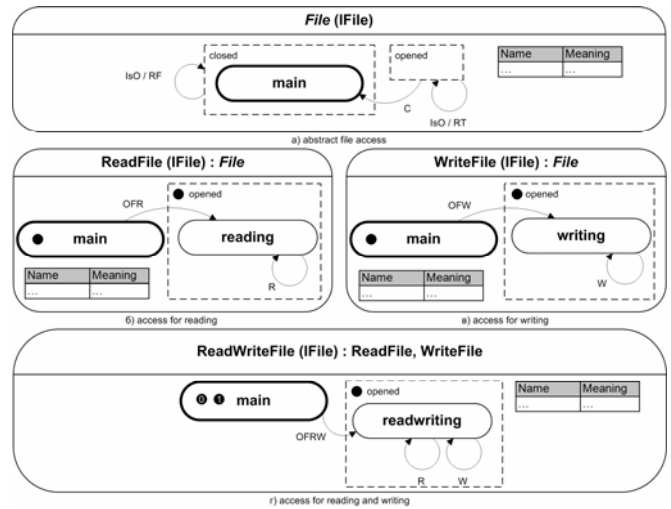 File (IFile)
closed
opened
Name Meaning
... ...
IsO / RF
main
C
IsO / RT
а) abstract file access
ReadFile (IFile) : File
OFR
opened
main
reading
Name Meaning
... ...
R
б) access for reading
WriteFile (IFile) : File
OFW
opened
main
writing
Name Meaning
... ...
W
в) access for writing
ReadWriteFile (IFile) : ReadFile, WriteFile
0 1 main
opened
Name Meaning
... ...
readwriting
OFRW
R W
г) access for reading and writing